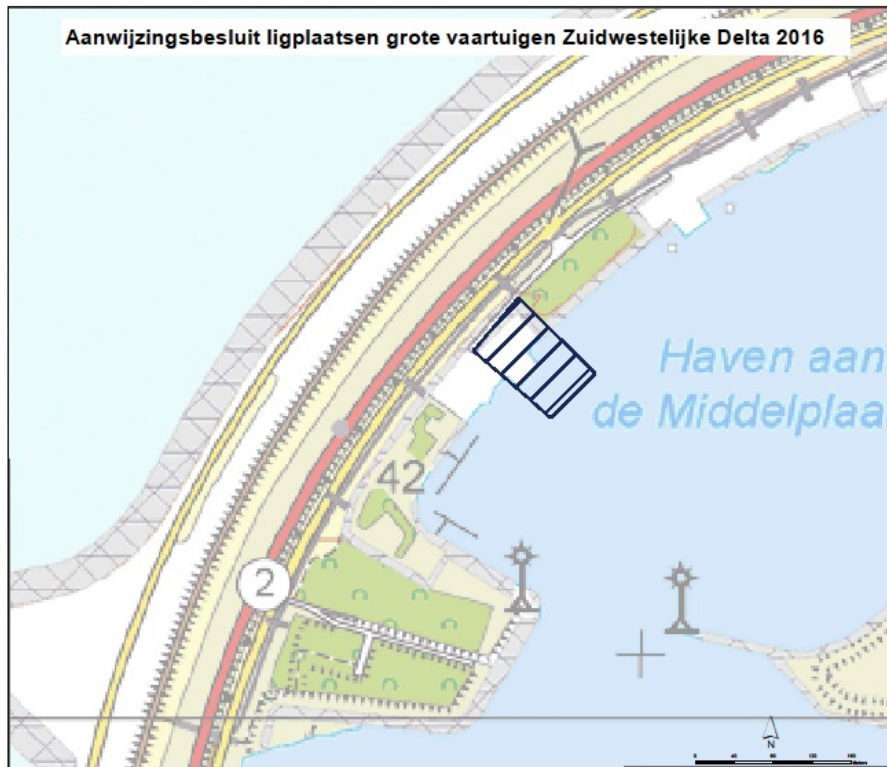 Aanwijzingsbesluit ligplaatsen grote vaartuigen Zuidwestelijke Delta 2016
Haven aan
de Middelplaa
42
2
N